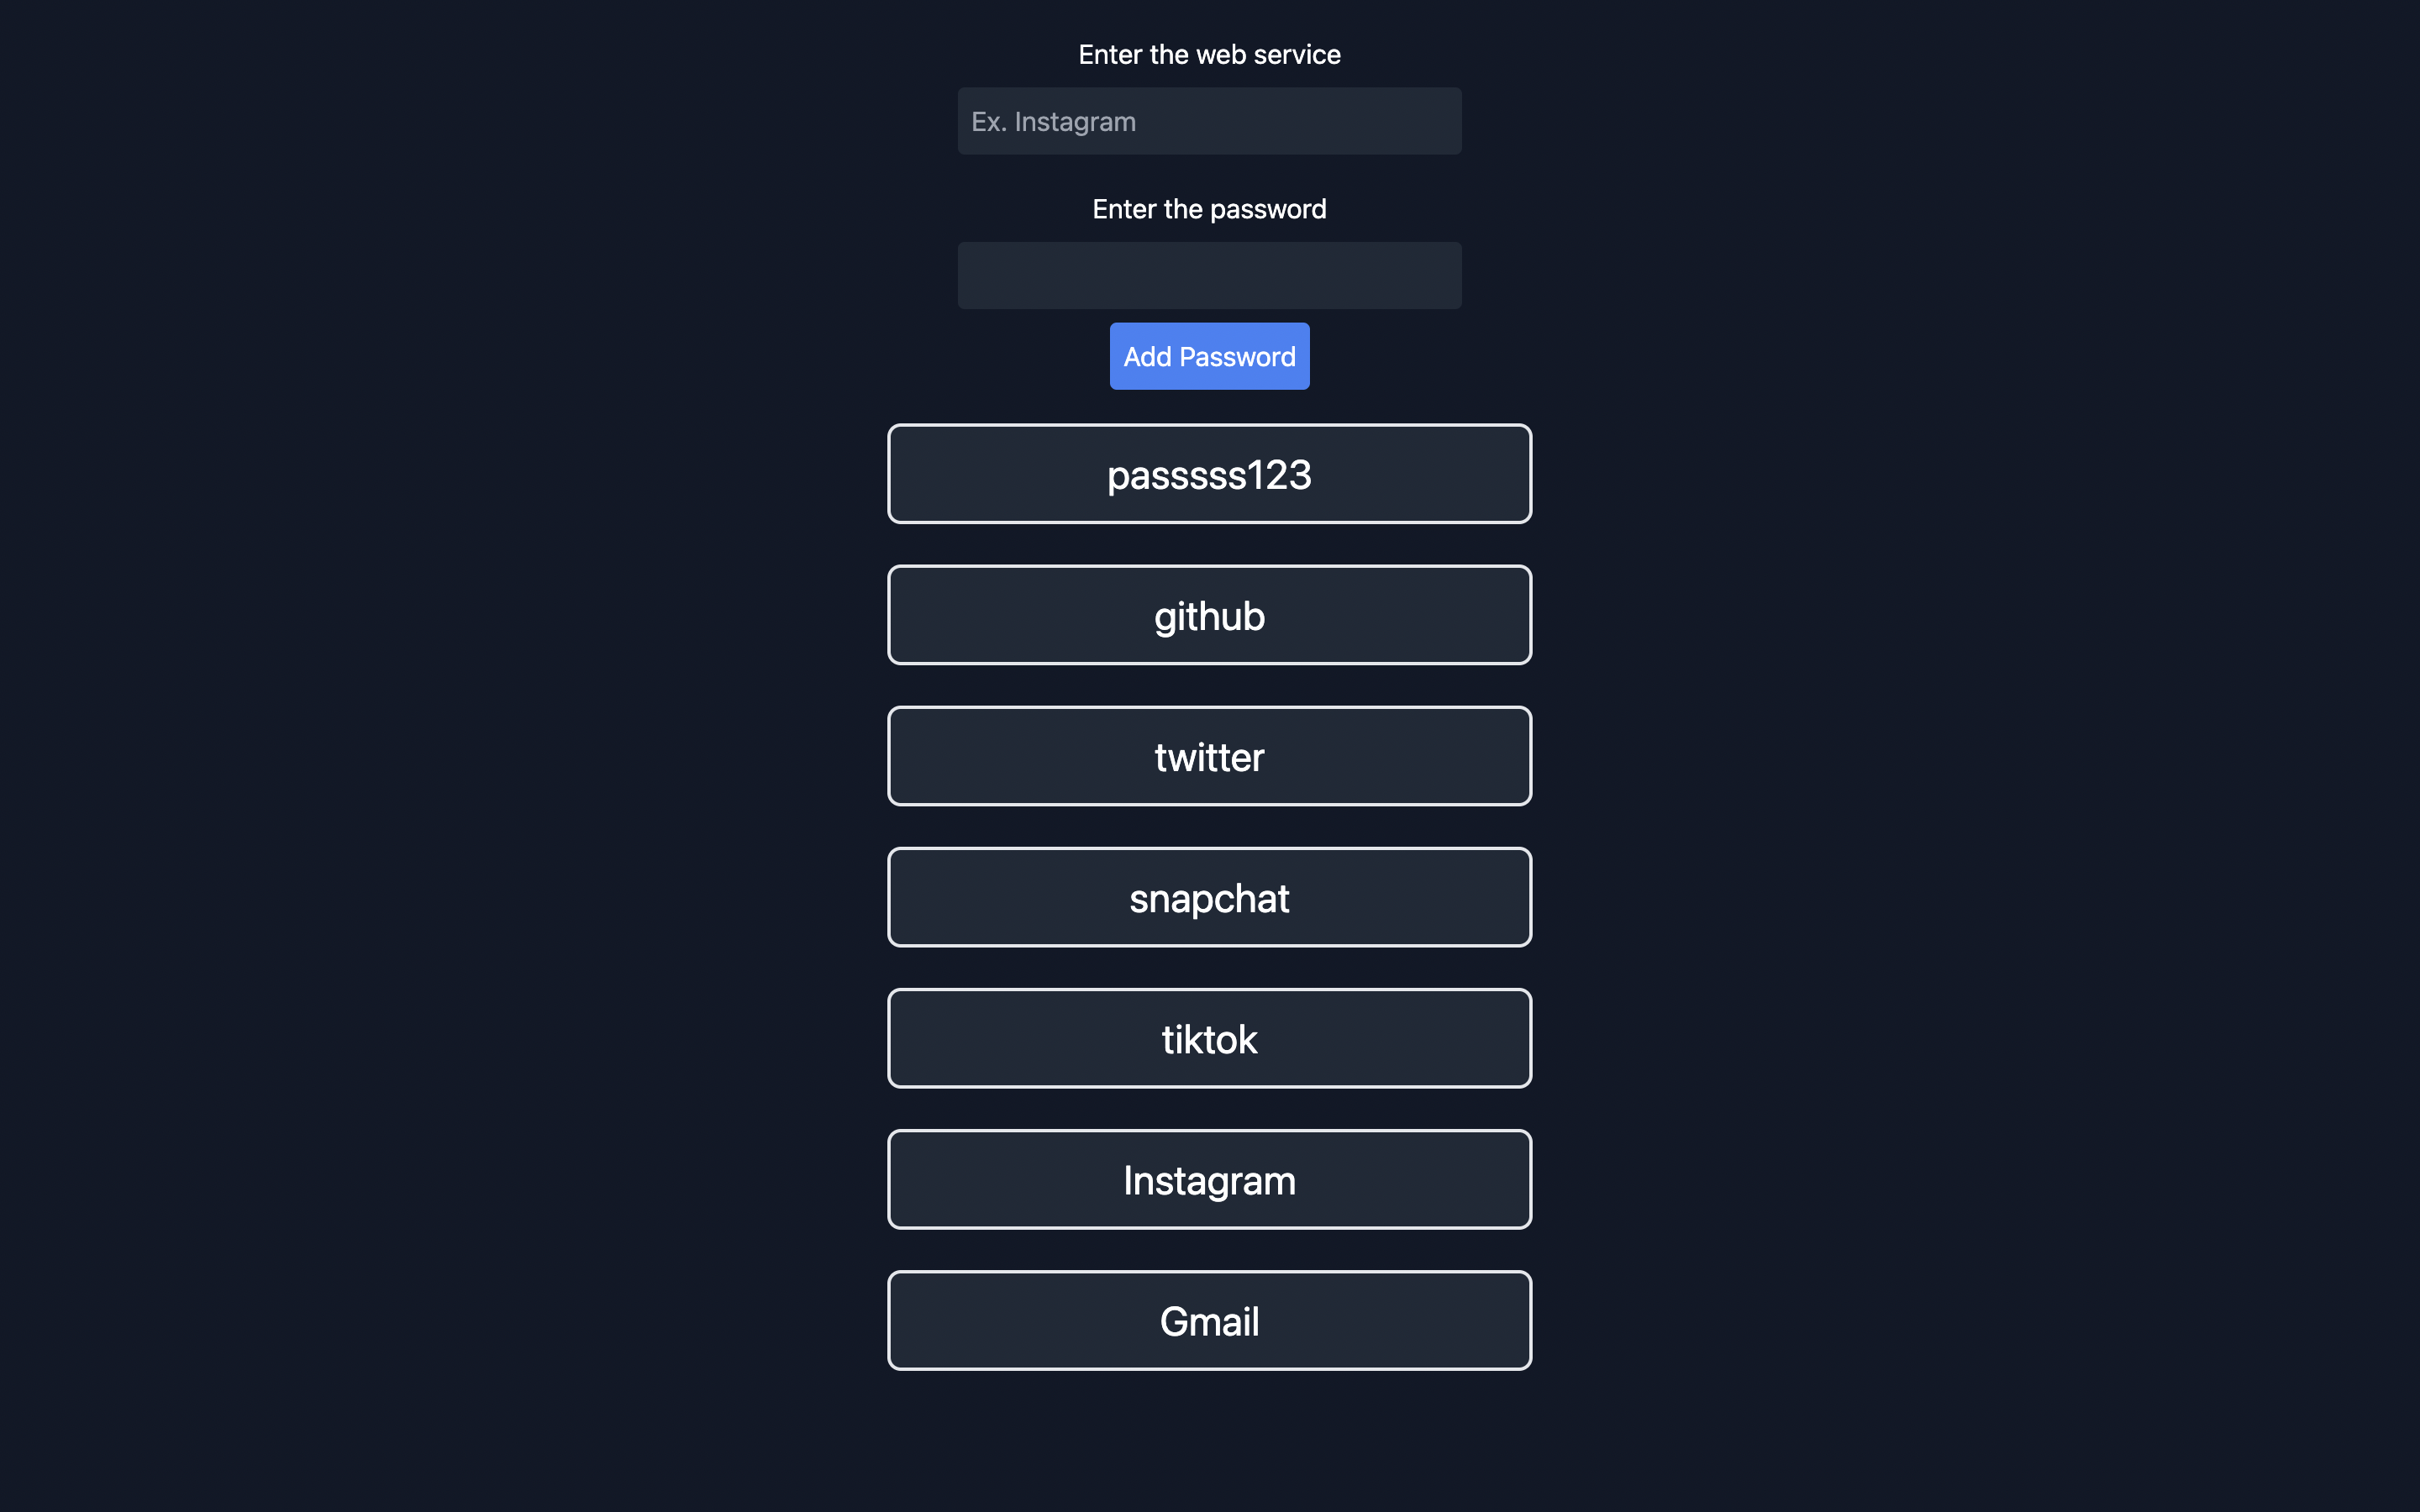 Enter the web service
Ex. Instagram
Enter the password
Add Password
passsss123
github
twitter
snapchat
tiktok
Instagram
Gmail